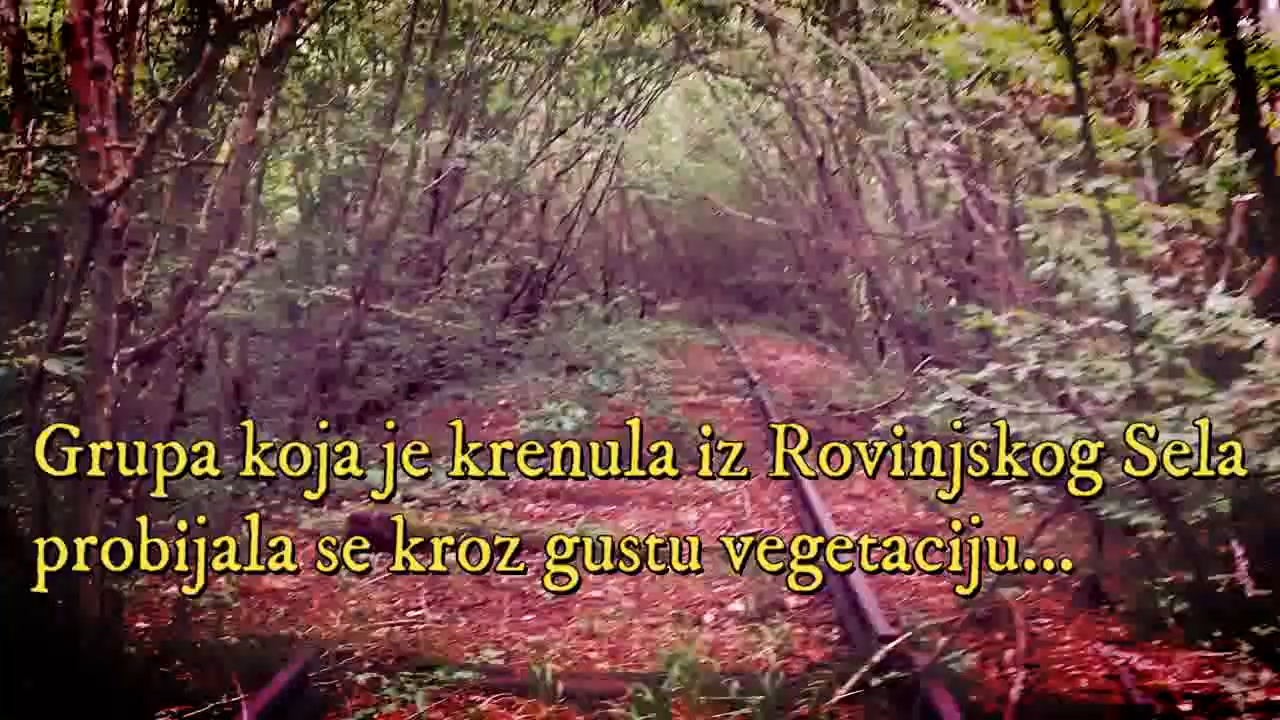 Grupa koja je krenula iz Rovinjskog Sela
probijala se kroz gustu vegetaciju...